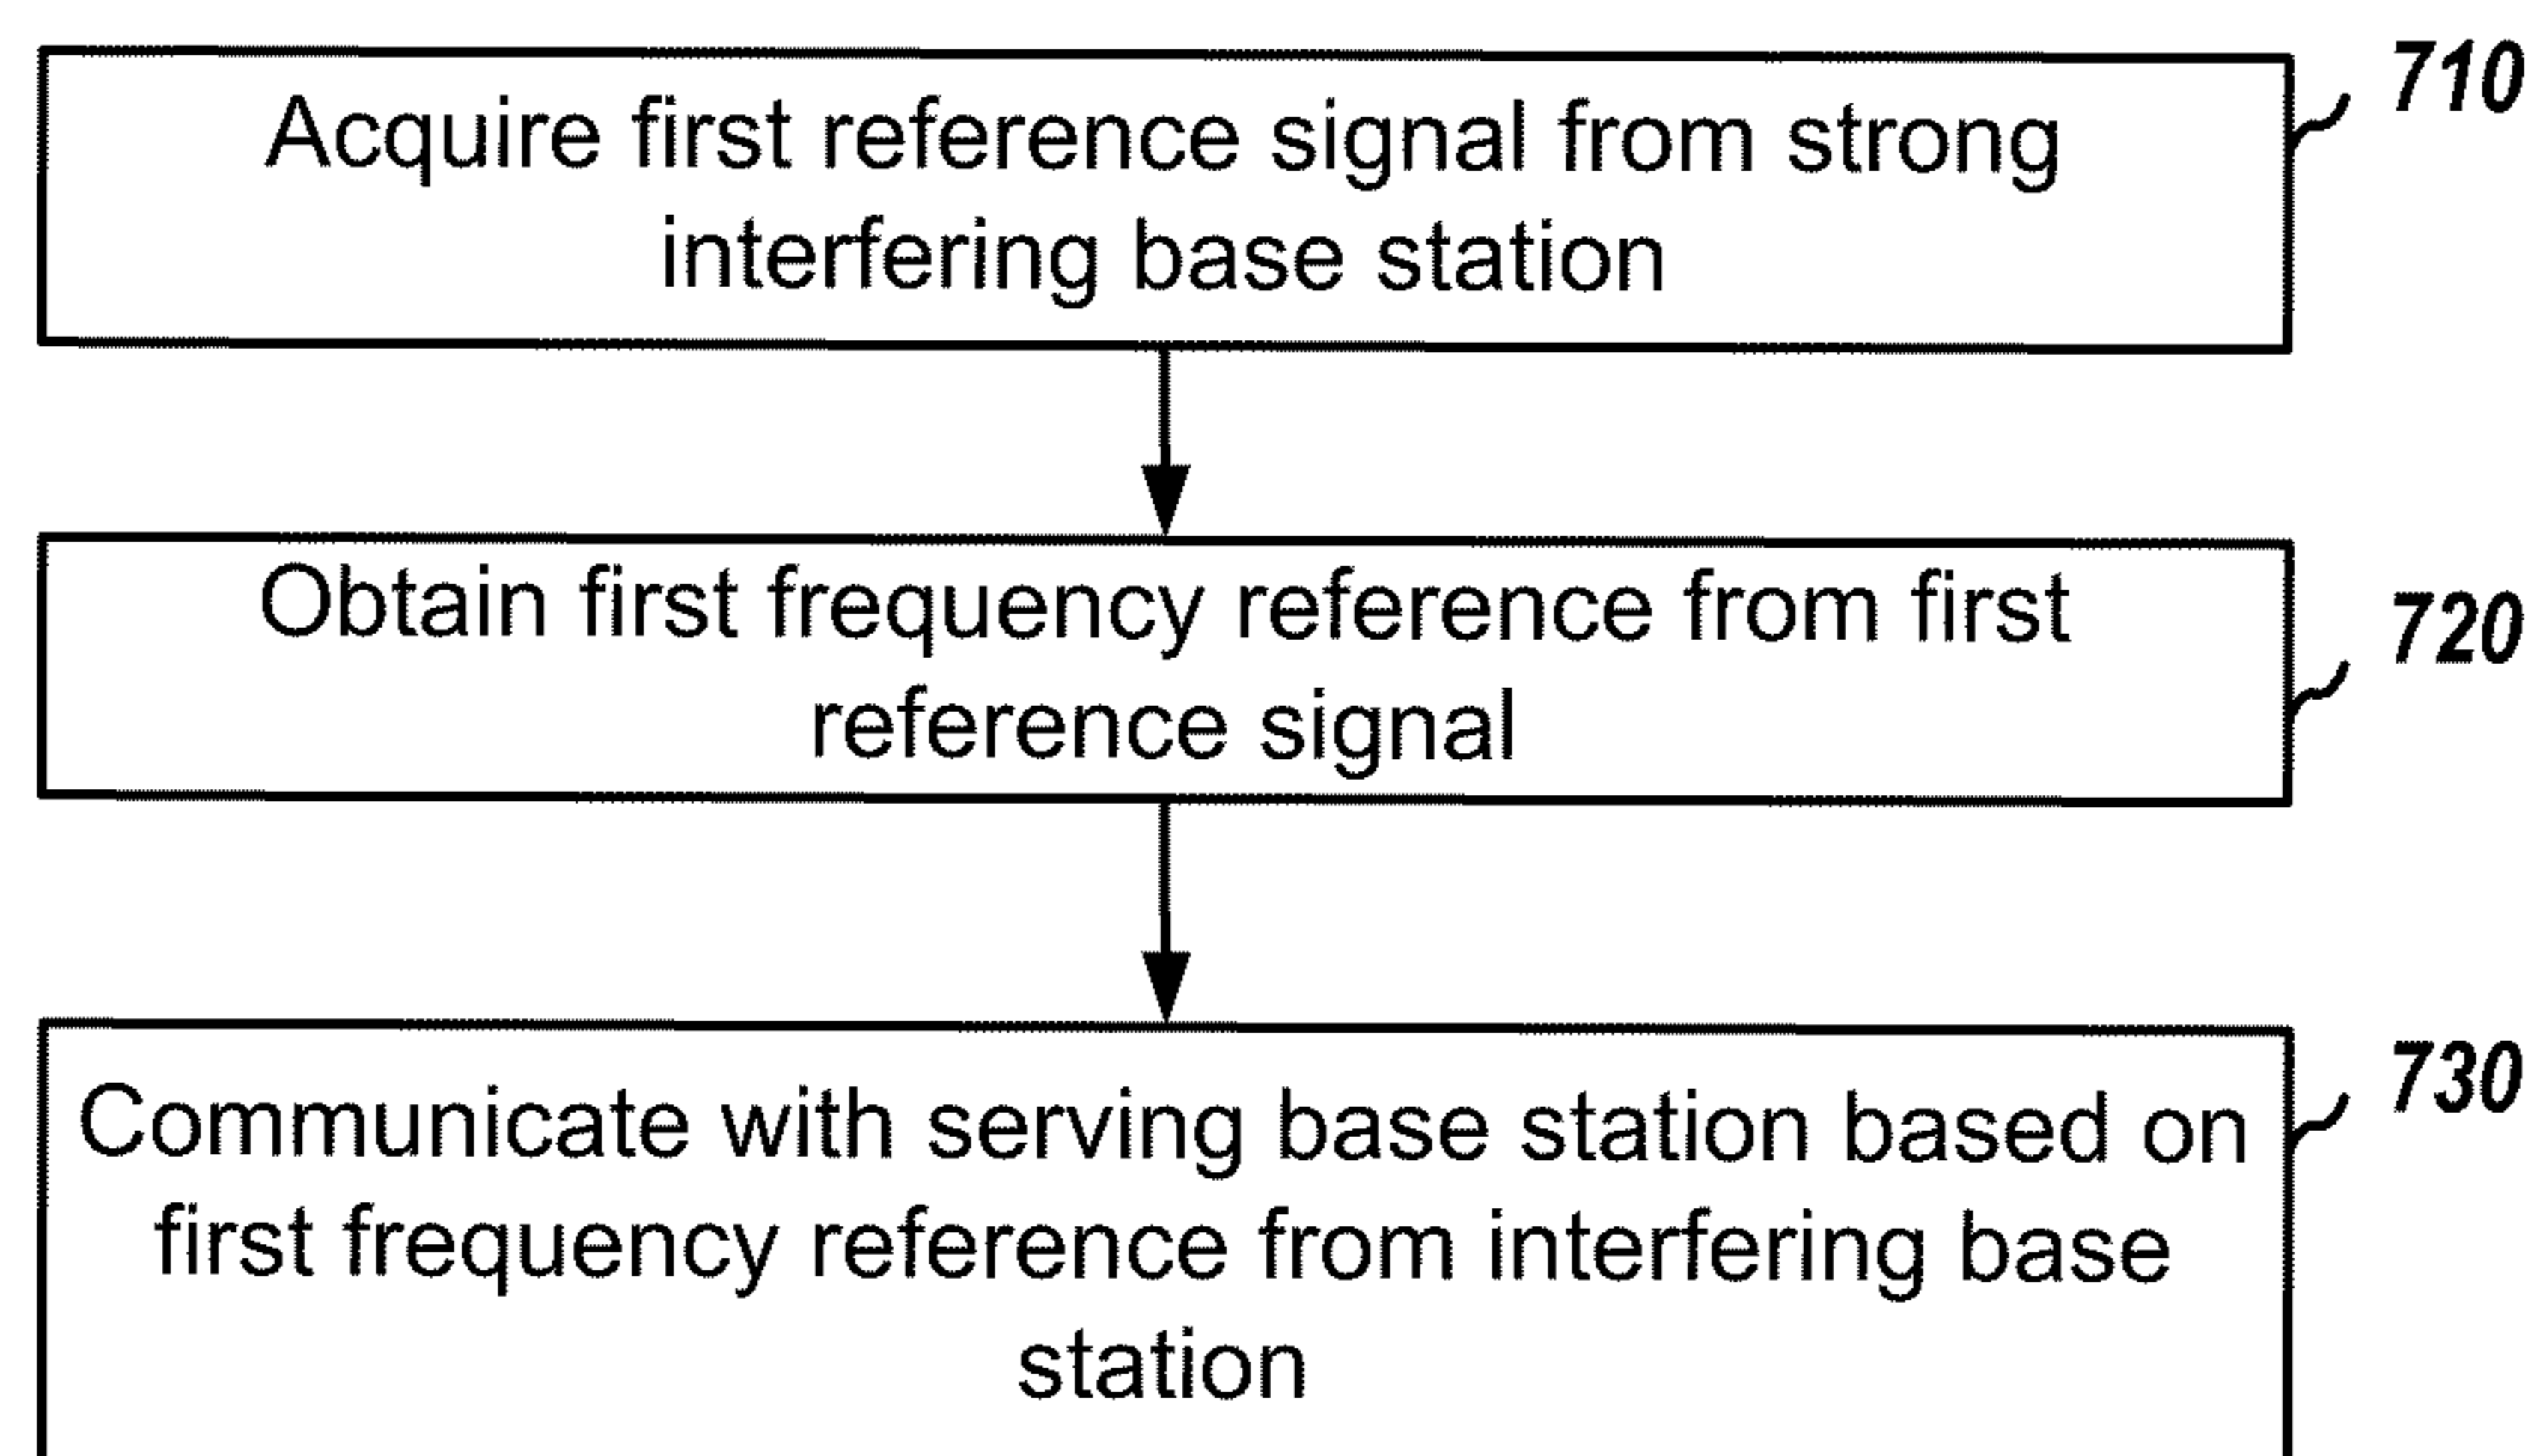 Acquire first reference signal from strong
interfering base station
710
Obtain first frequency reference from first
reference signal
720
Communicate with serving base station based on
first frequency reference from interfering base
station
730